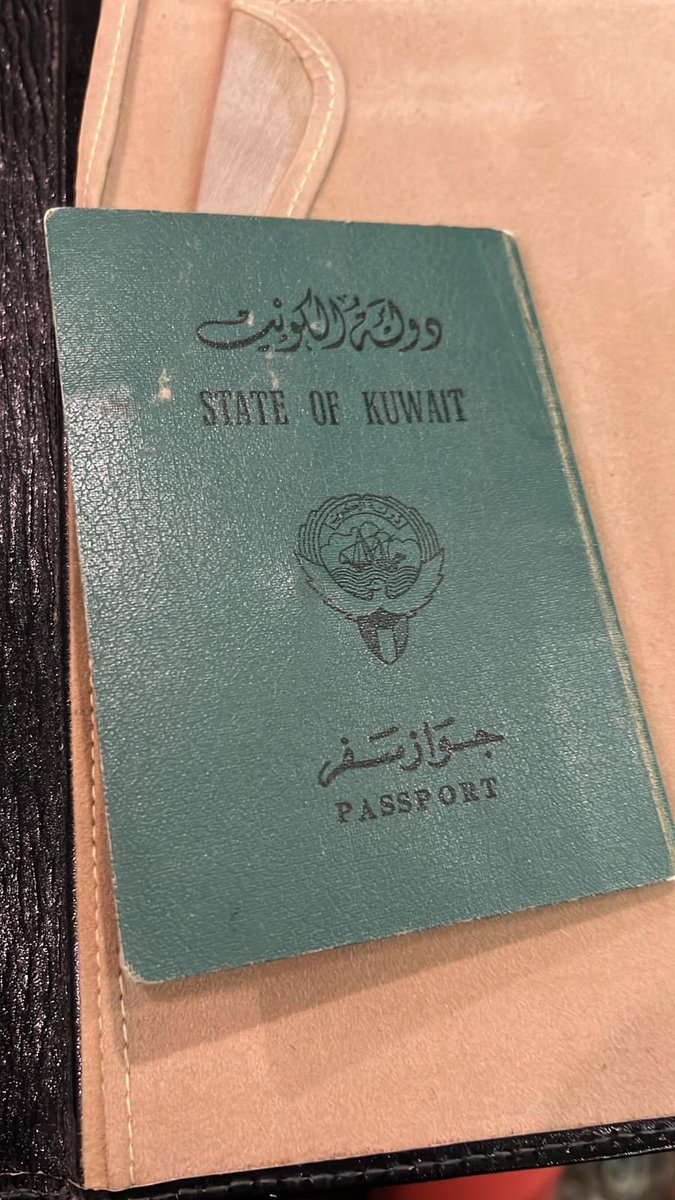 دولة الكويت
STATE OF KUWAIT
جواز سفر
PASSPORT